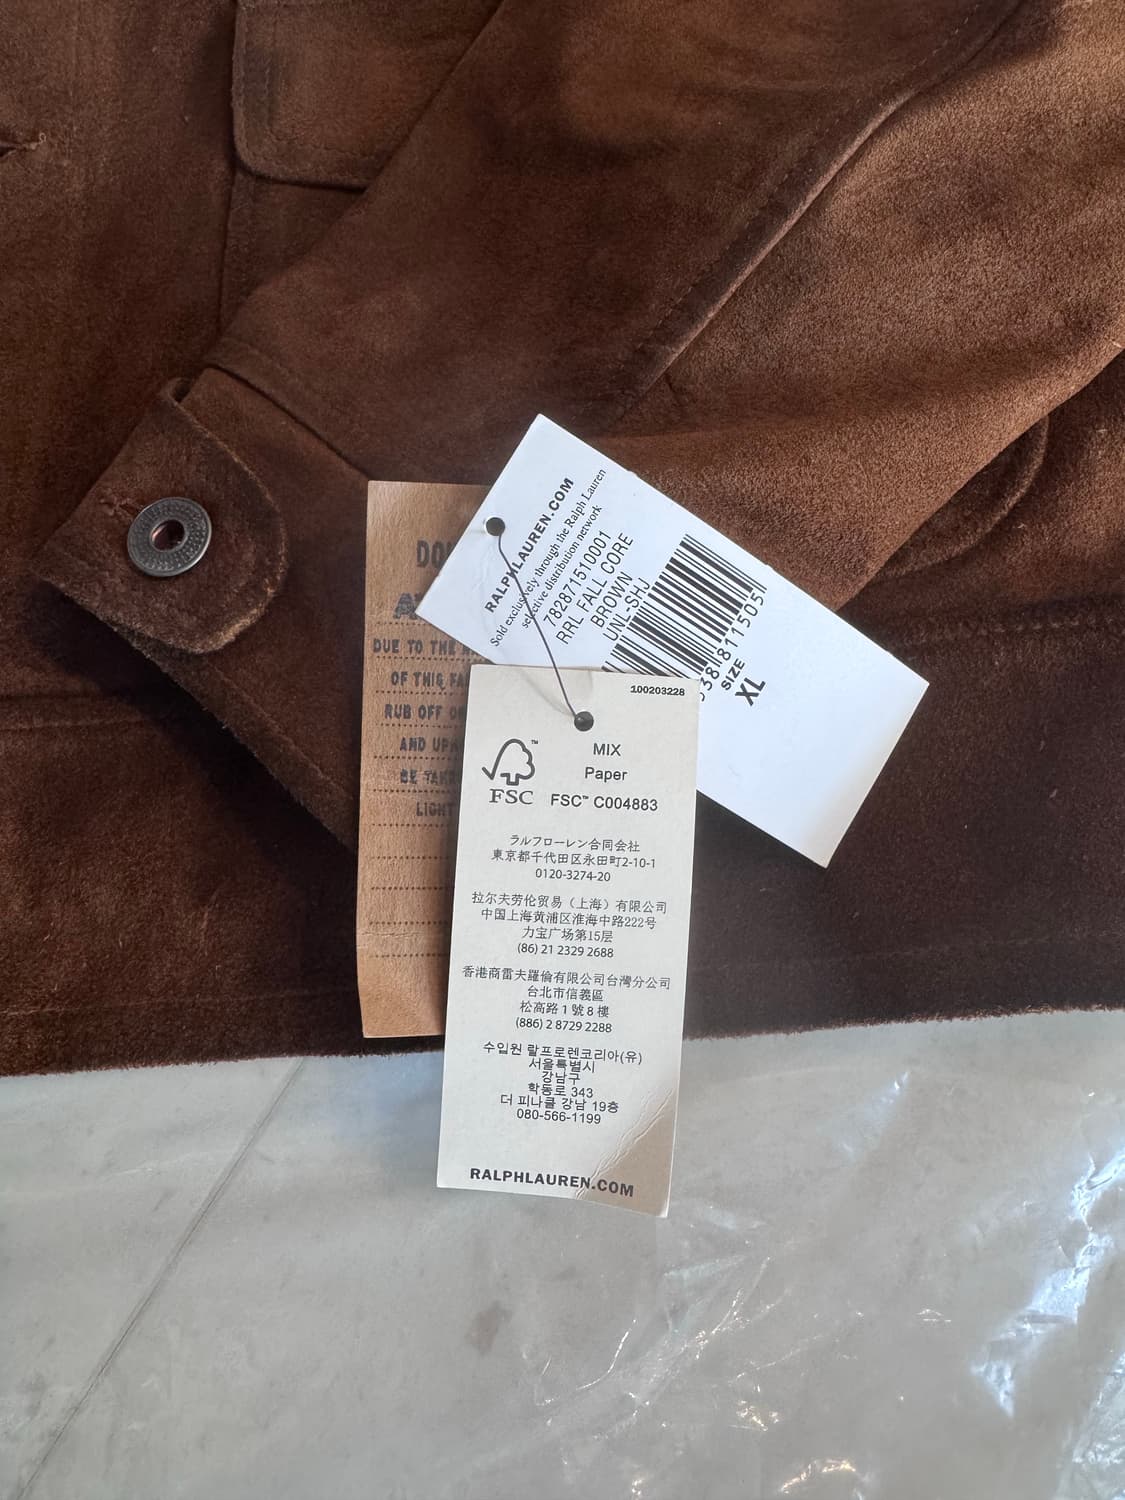 RALPHLAUREN.COM
Sold exclusively through the Ralph Lauren
selective distribution network
782871510001
RRL FALL CORE
BROWN
UNL-SHJ
38 811505
SIZE
XL
DUE TO THE
OF THIS
RUB OFF
AND
BE
LIGHT
100203228
MIX
Paper
FSC™ C004883
™
FSC
ラルフローレン合同会社
東京都千代田区永田町2-10-1
0120-3274-20
拉尔夫劳伦贸易（上海）有限公司
中国上海黄浦区淮海中路222号
力宝广场第15层
(86) 21 2329 2688
香港商雷夫羅倫有限公司台灣分公司
台北市信義區
松高路 1 號 8 樓
(886) 2 8729 2288
수입원 랄프로렌코리아(유)
서울특별시
강남구
학동로 343
더 피나클 강남 19층
080-566-1199
RALPHLAUREN.COM